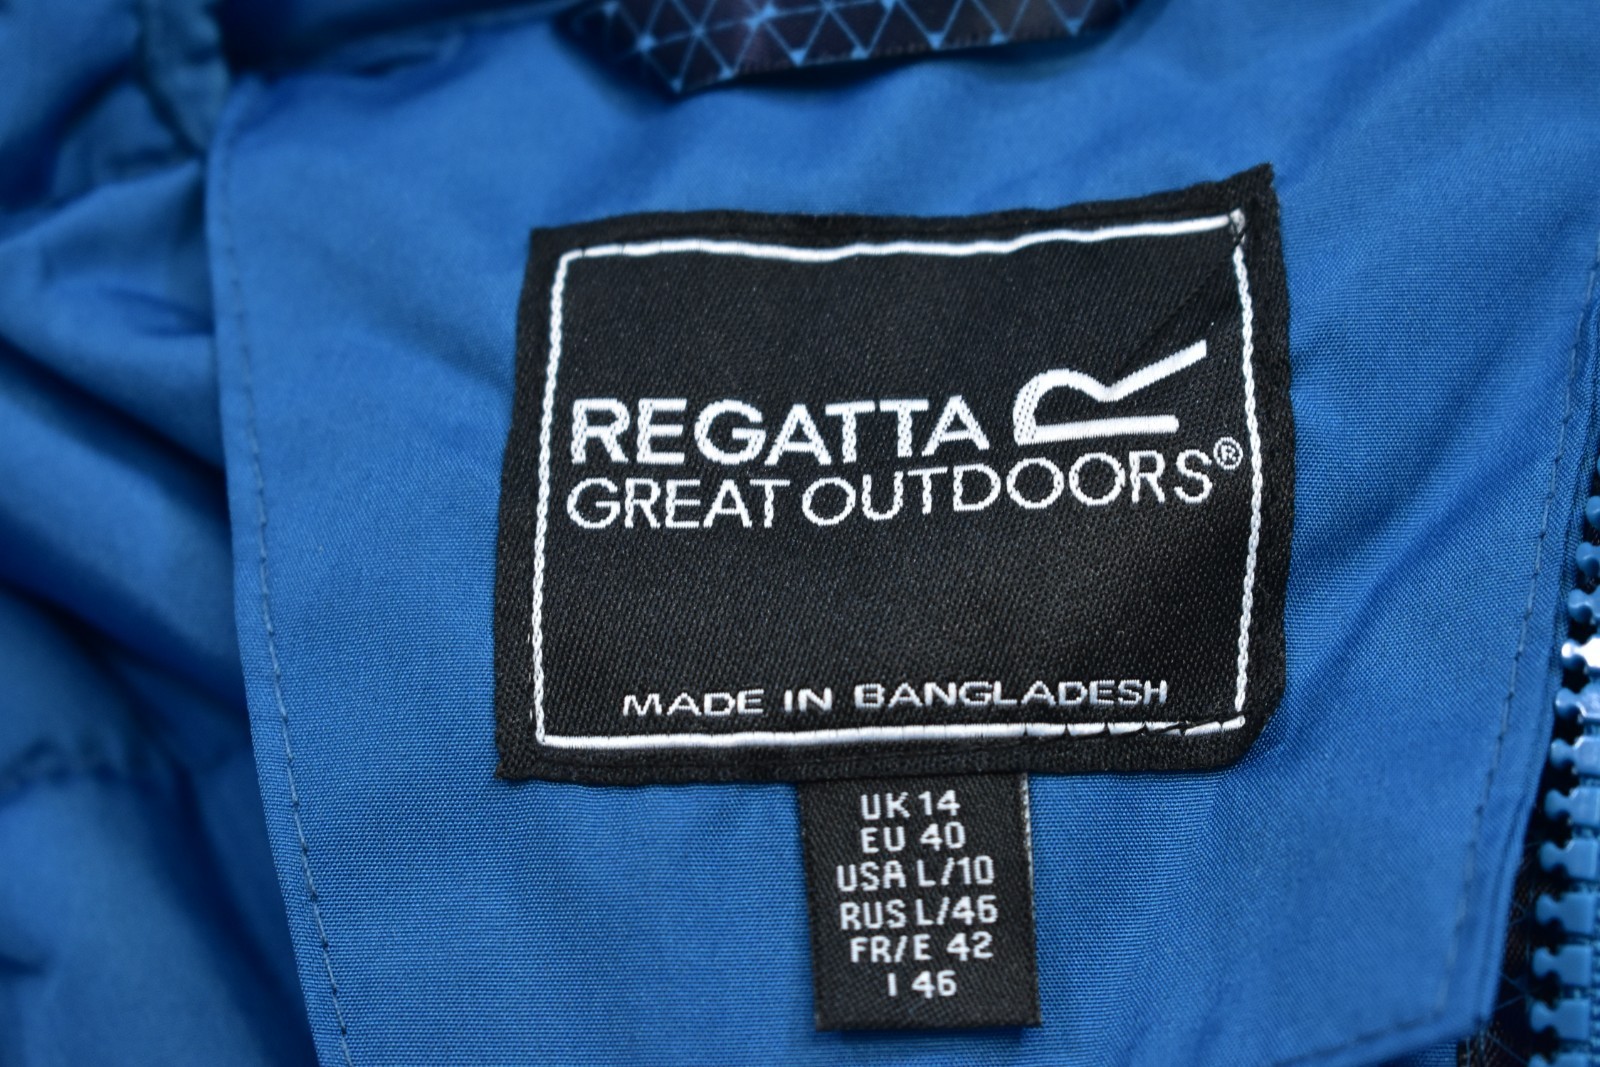 REGATTA
GREAT OUTDOORS®
MADE IN BANGLADESH
UK 14
EU 40
USA L/10
RUS L/46
FR/E 42
I 46